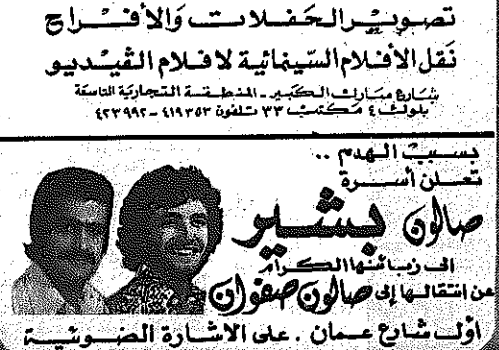 تصوير الحفلات والأفراح
نقل الأفلام السينمائية لافلام الڤيديو
شارع مبارك الكبير - المنطقة التجارية التاسعة
بلوك ٤ مكتب ٣٣ تلفون ٤١٩٣٥٣ - ٤٢٣٩٩٢
بسبب الهدم ..
تعلن أسرة
صالون بشير
الى زبائنها الكرام
عن انتقالها إلى صالون صفوان
أول شارع عمان . على الاشارة الضوئية